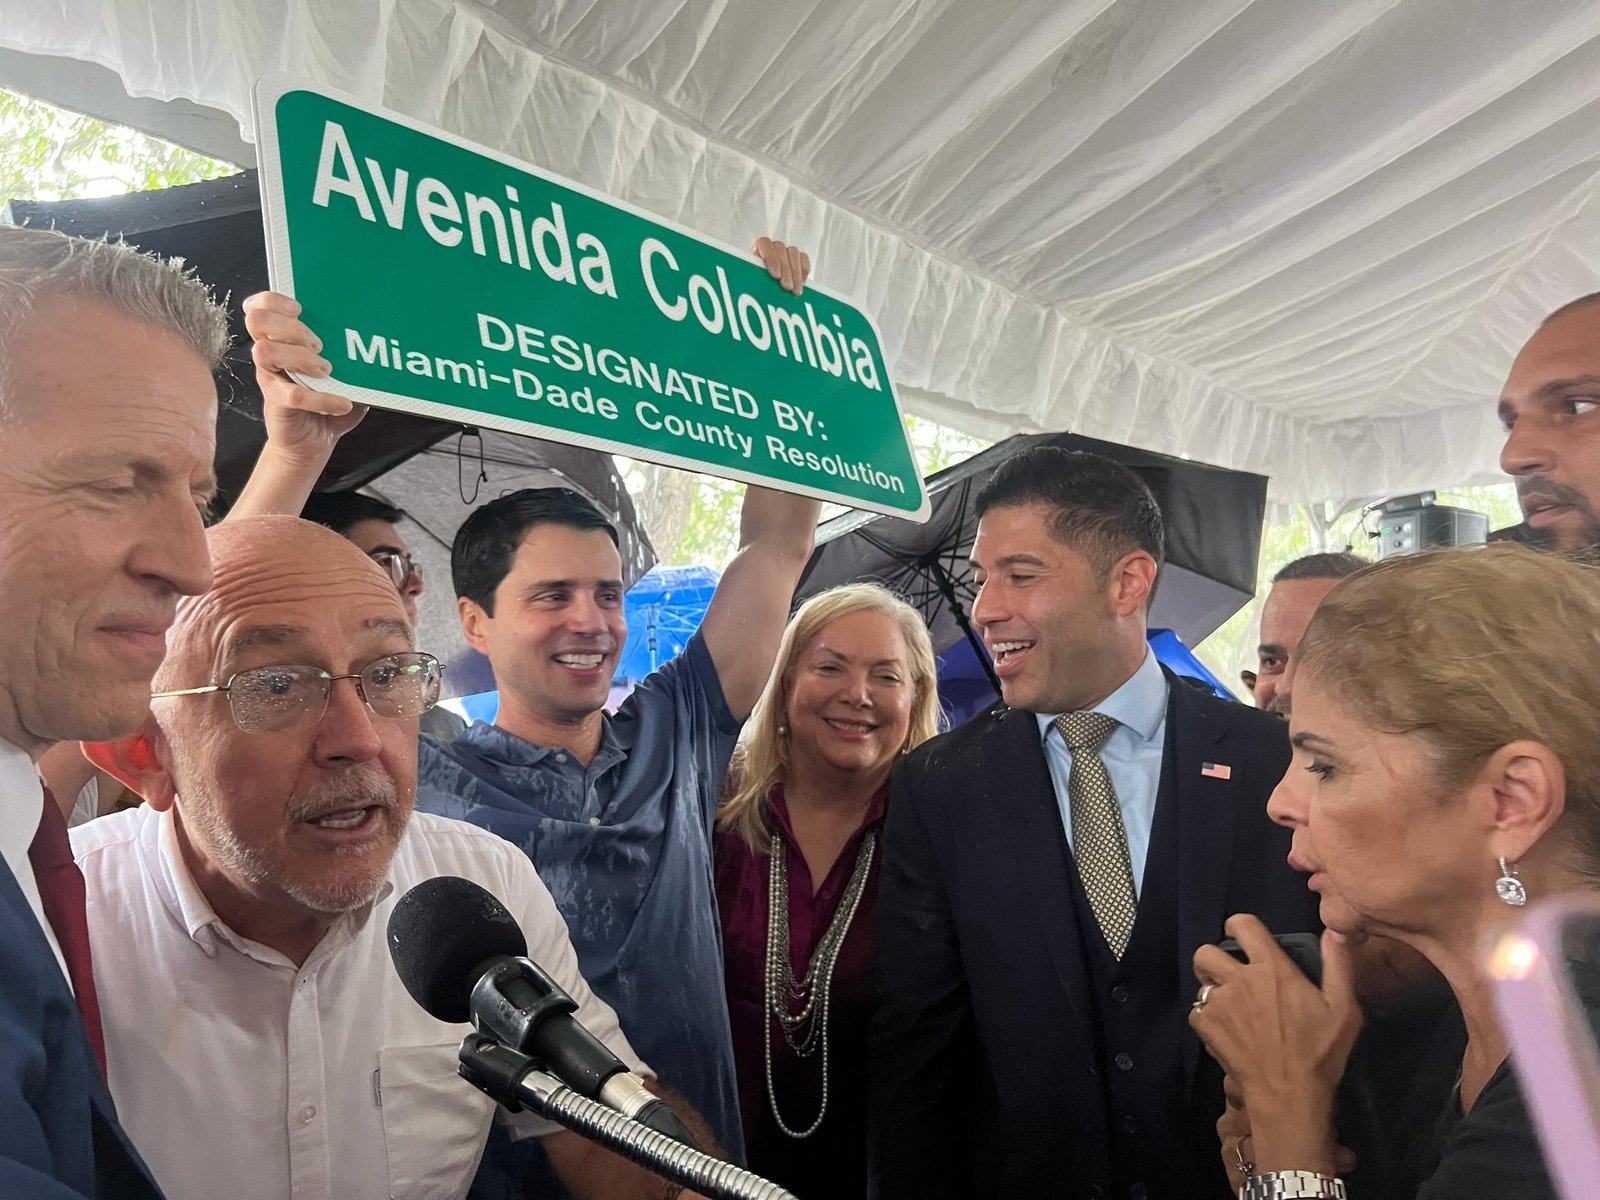 Avenida Colombia
DESIGNATED BY:
Miami-Dade County Resolution